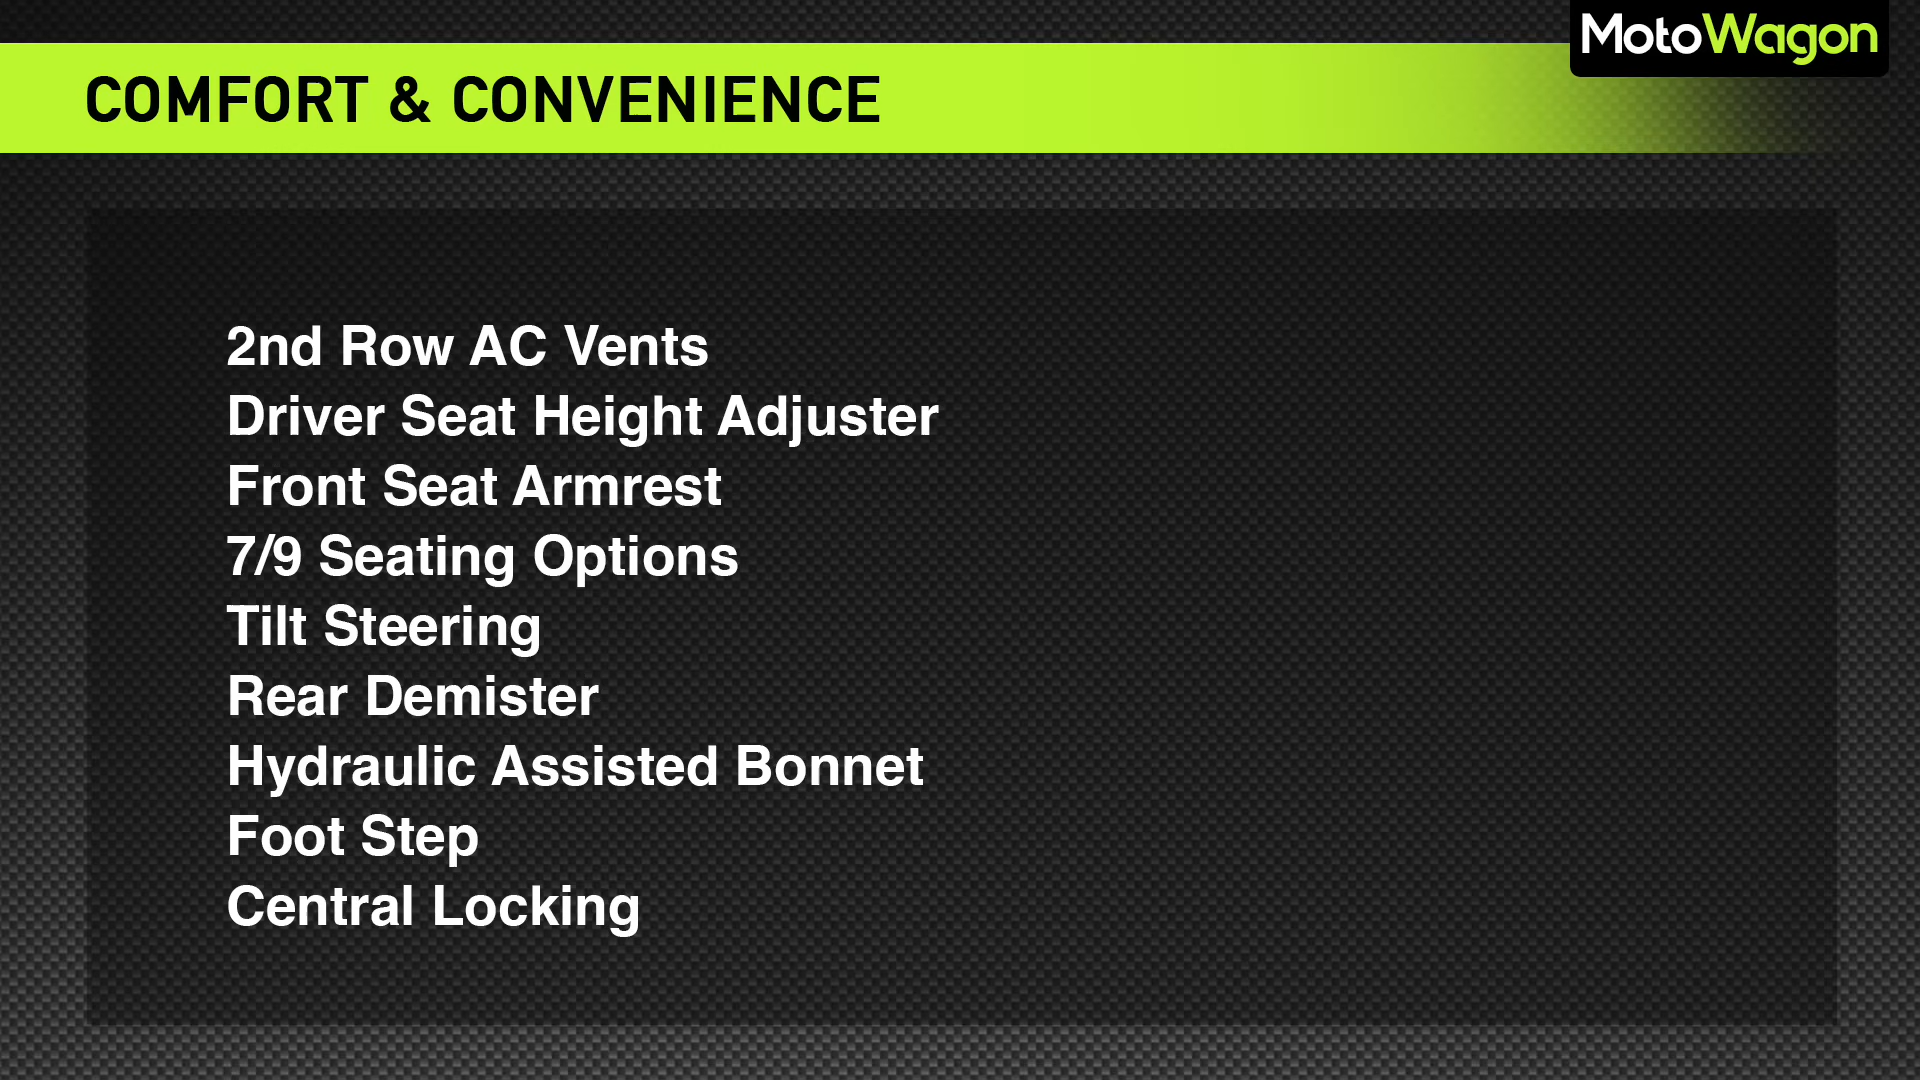 MotoWagon
COMFORT & CONVENIENCE
2nd Row AC Vents
Driver Seat Height Adjuster
Front Seat Armrest
7/9 Seating Options
Tilt Steering
Rear Demister
Hydraulic Assisted Bonnet
Foot Step
Central Locking